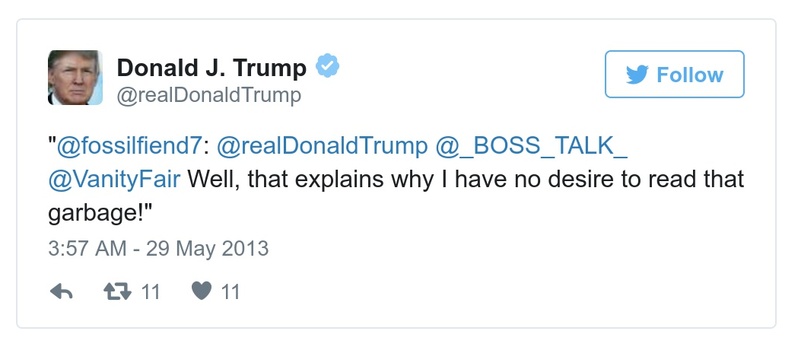 Donald J. Trump
@realDonaldTrump
Follow
"@fossilfiend7: @realDonaldTrump @_BOSS_TALK_
@VanityFair Well, that explains why I have no desire to read that
garbage!"
3:57 AM - 29 May 2013
11 11